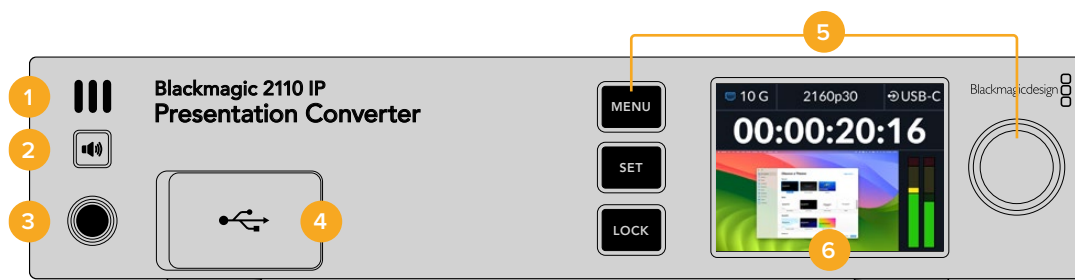 5
1
Blackmagic 2110 IP
Presentation Converter
MENU
10 G 2160p30 USB-C
Blackmagicdesign
00:00:20:16
2
SET
3
4
LOCK
6